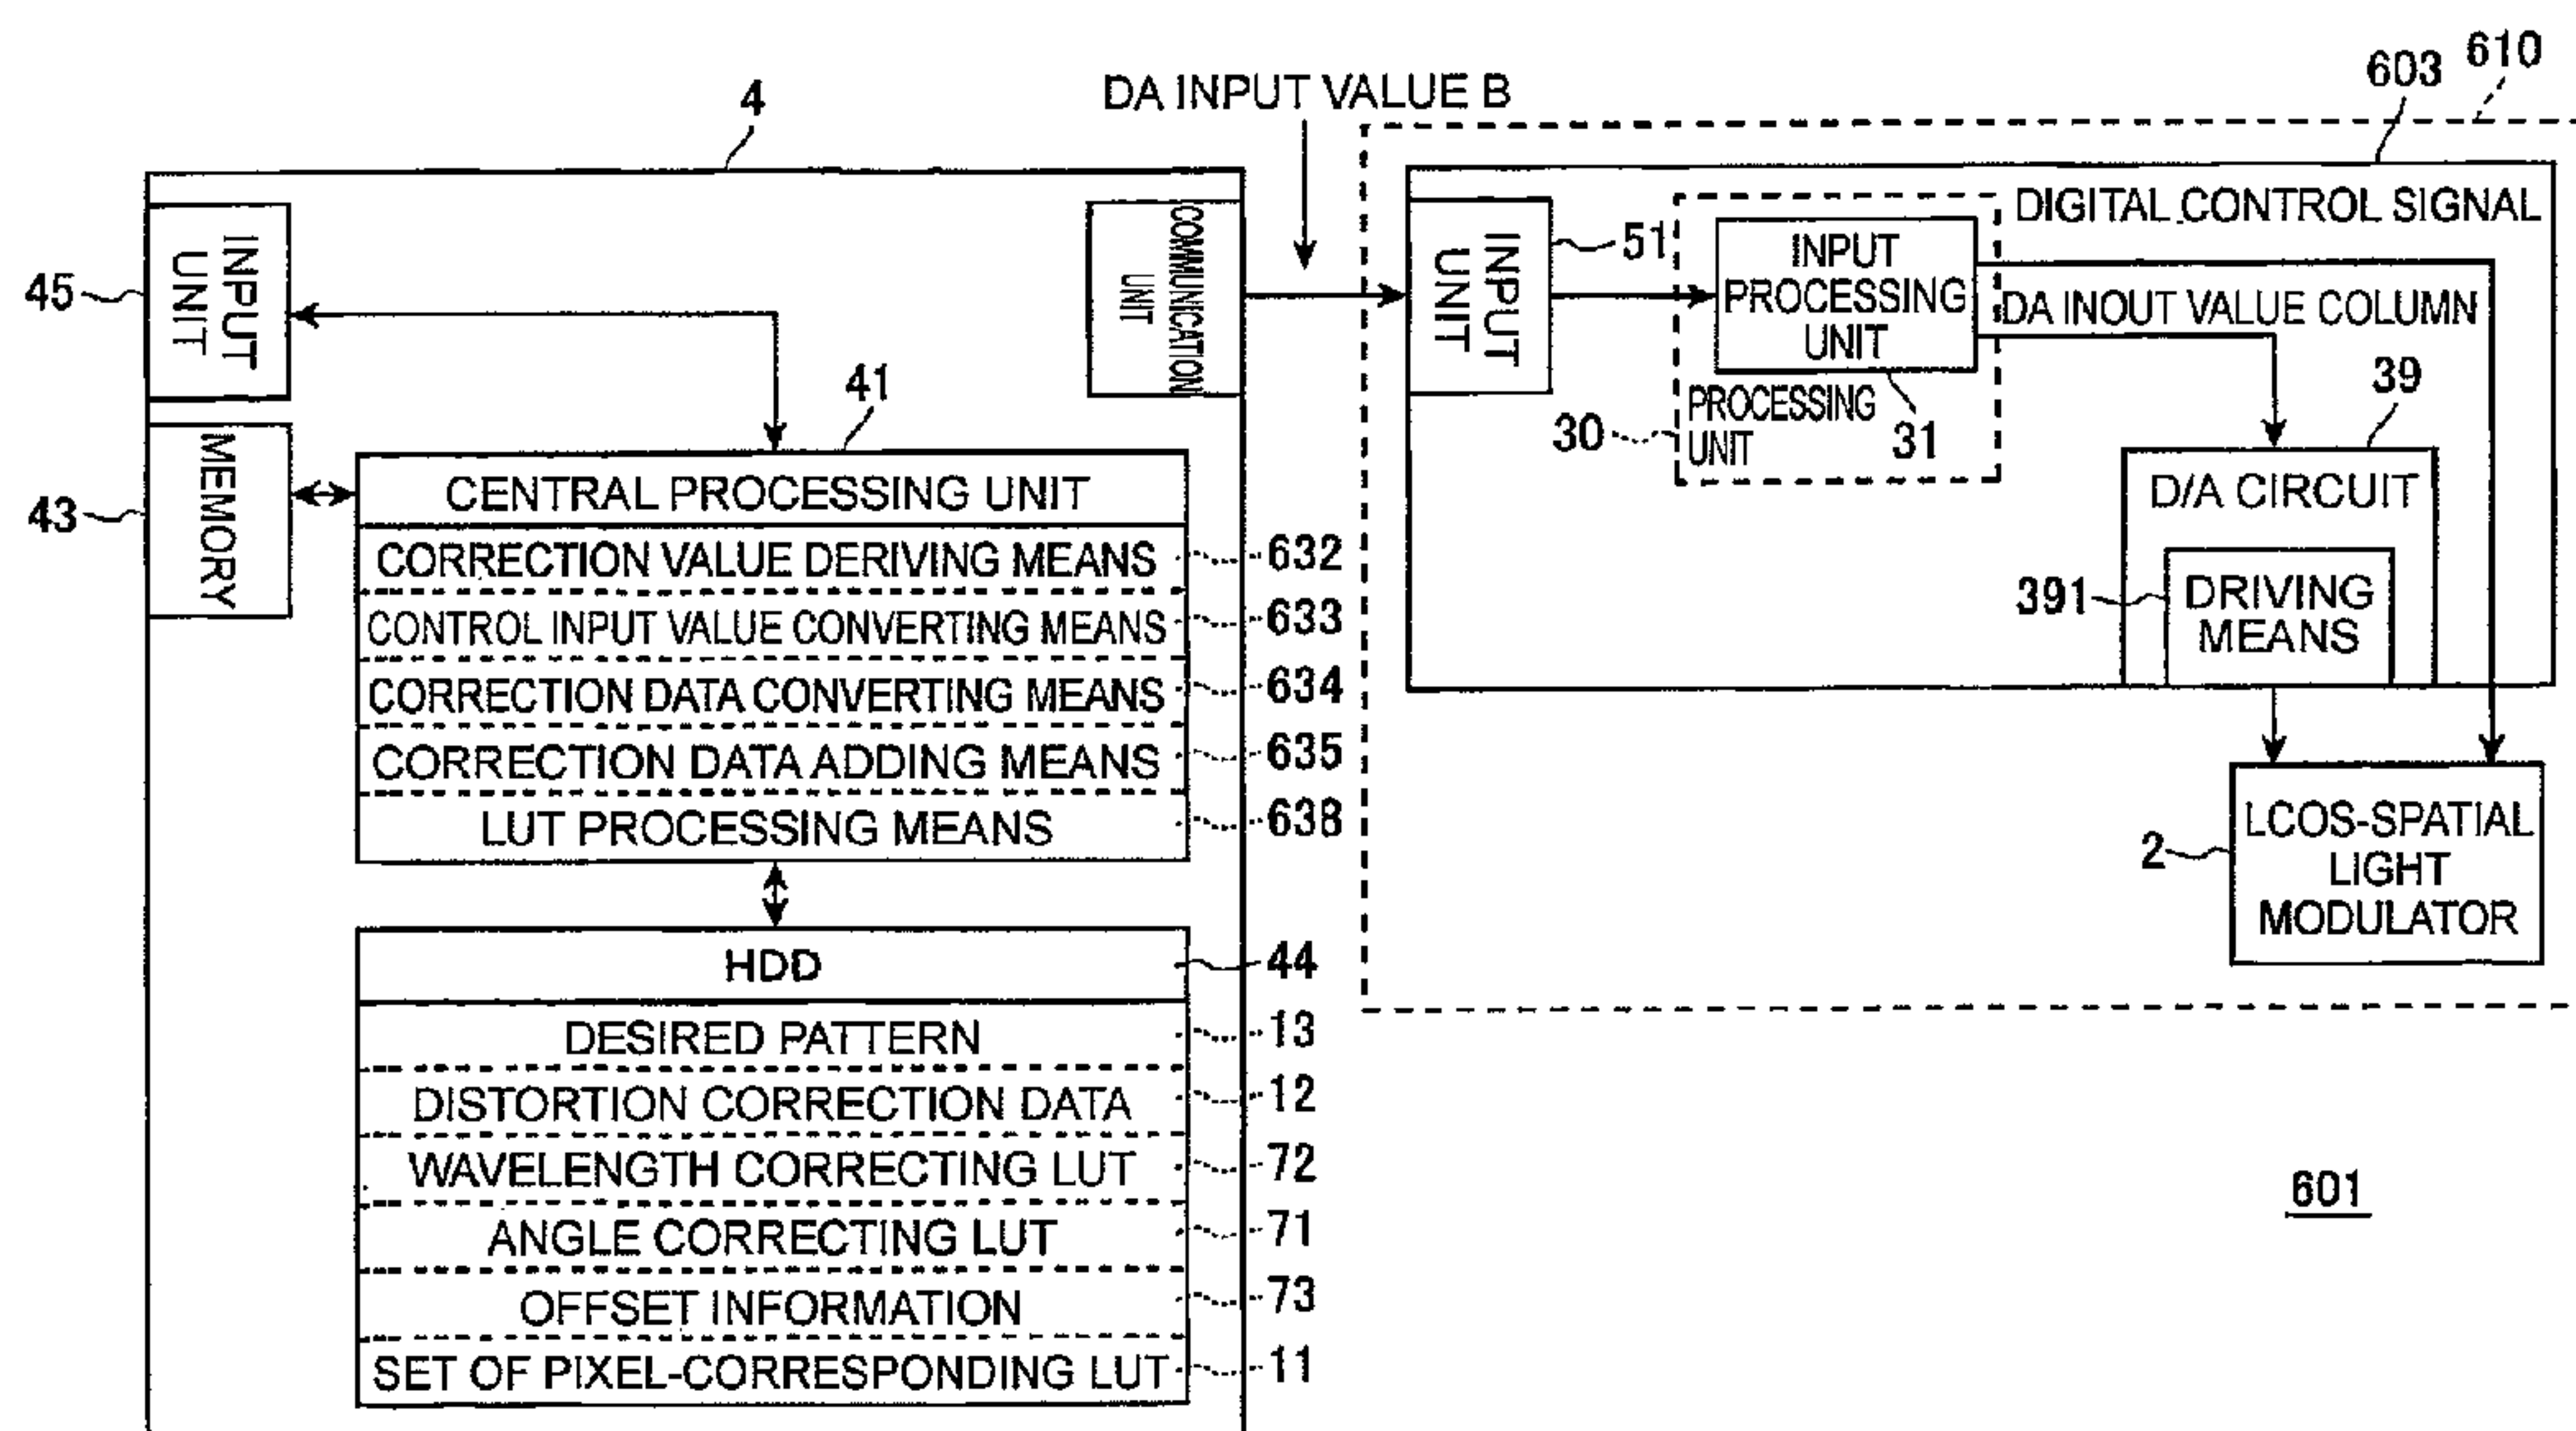 610
603
DA INPUT VALUE B
4
DIGITAL CONTROL SIGNAL
INPUT
UNIT
45
COMMUNICATION
UNIT
INPUT
UNIT
51
INPUT
PROCESSING
UNIT
DA INOUT VALUE COLUMN
PROCESSING
UNIT
30
31
39
41
MEMORY
43
CENTRAL PROCESSING UNIT
D/A CIRCUIT
CORRECTION VALUE DERIVING MEANS
632
391
DRIVING
MEANS
CONTROL INPUT VALUE CONVERTING MEANS
633
CORRECTION DATA CONVERTING MEANS
634
CORRECTION DATA ADDING MEANS
635
LUT PROCESSING MEANS
638
2
LCOS-SPATIAL
LIGHT
MODULATOR
HDD
44
DESIRED PATTERN
13
DISTORTION CORRECTION DATA
12
WAVELENGTH CORRECTING LUT
72
ANGLE CORRECTING LUT
71
OFFSET INFORMATION
73
SET OF PIXEL-CORRESPONDING LUT
11
601